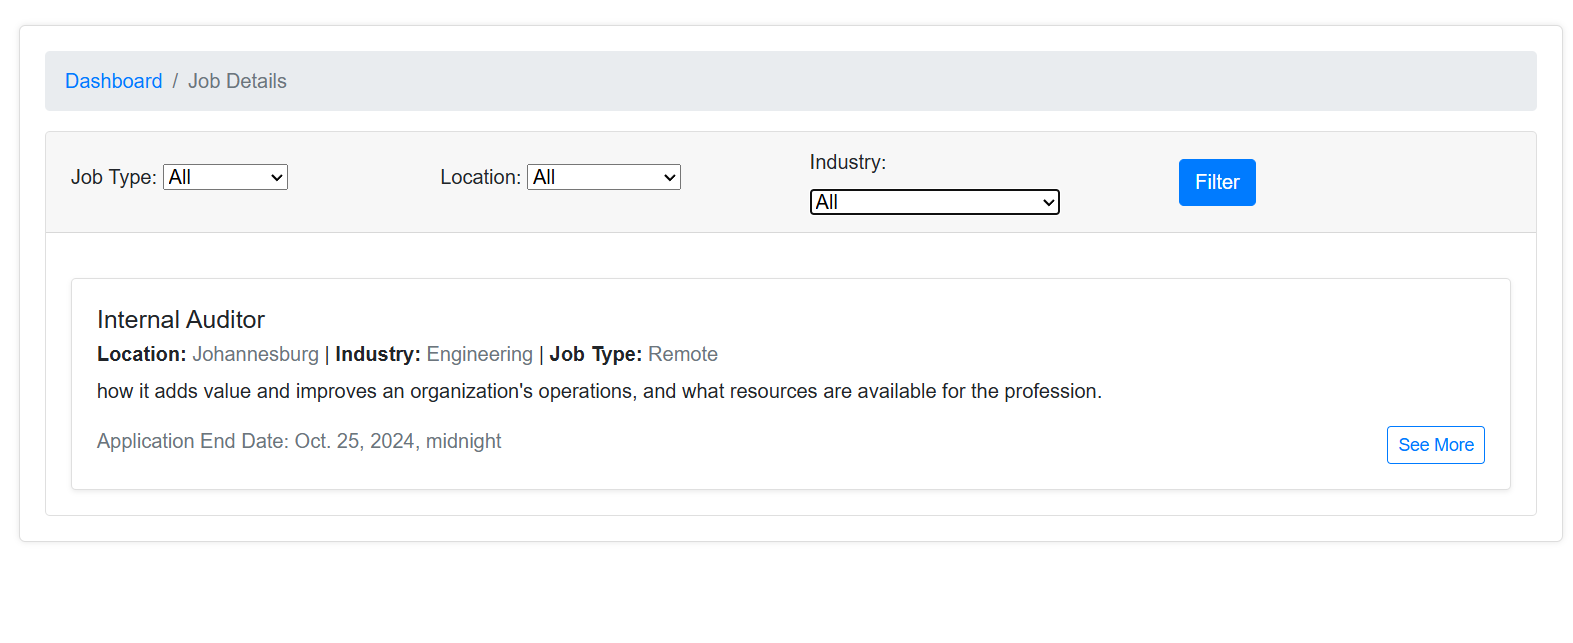 Dashboard / Job Details
Job Type: All Location: All Industry: All Filter
Internal Auditor
Location: Johannesburg | Industry: Engineering | Job Type: Remote
how it adds value and improves an organization's operations, and what resources are available for the profession.
Application End Date: Oct. 25, 2024, midnight
See More